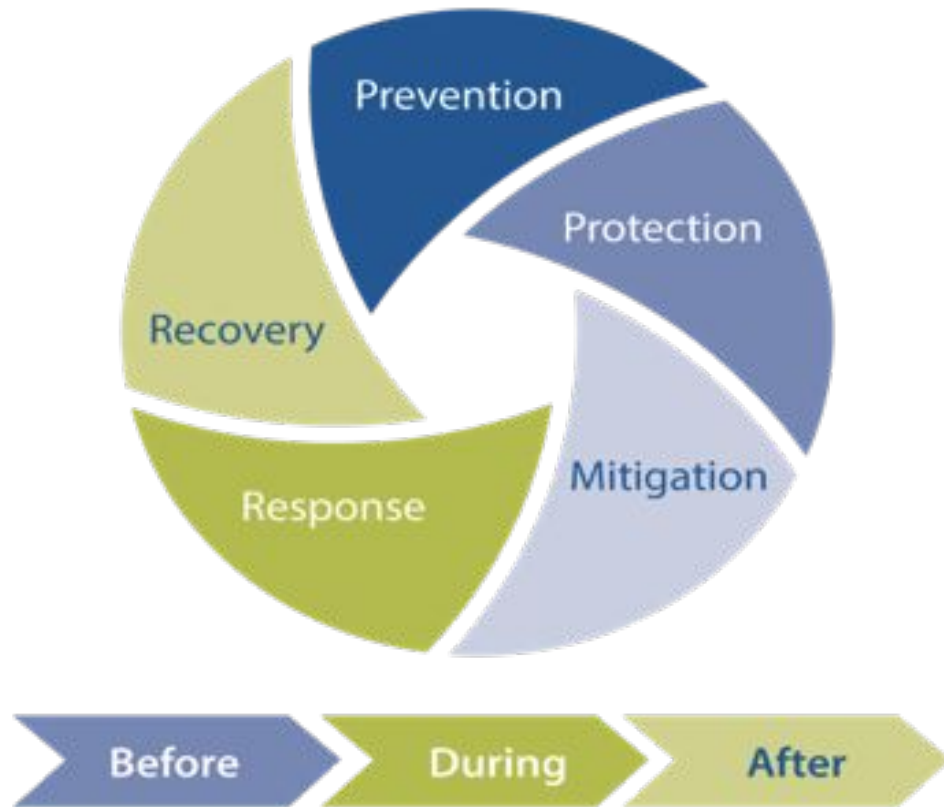 Prevention
Protection
Mitigation
Response
Recovery
Before
During
After